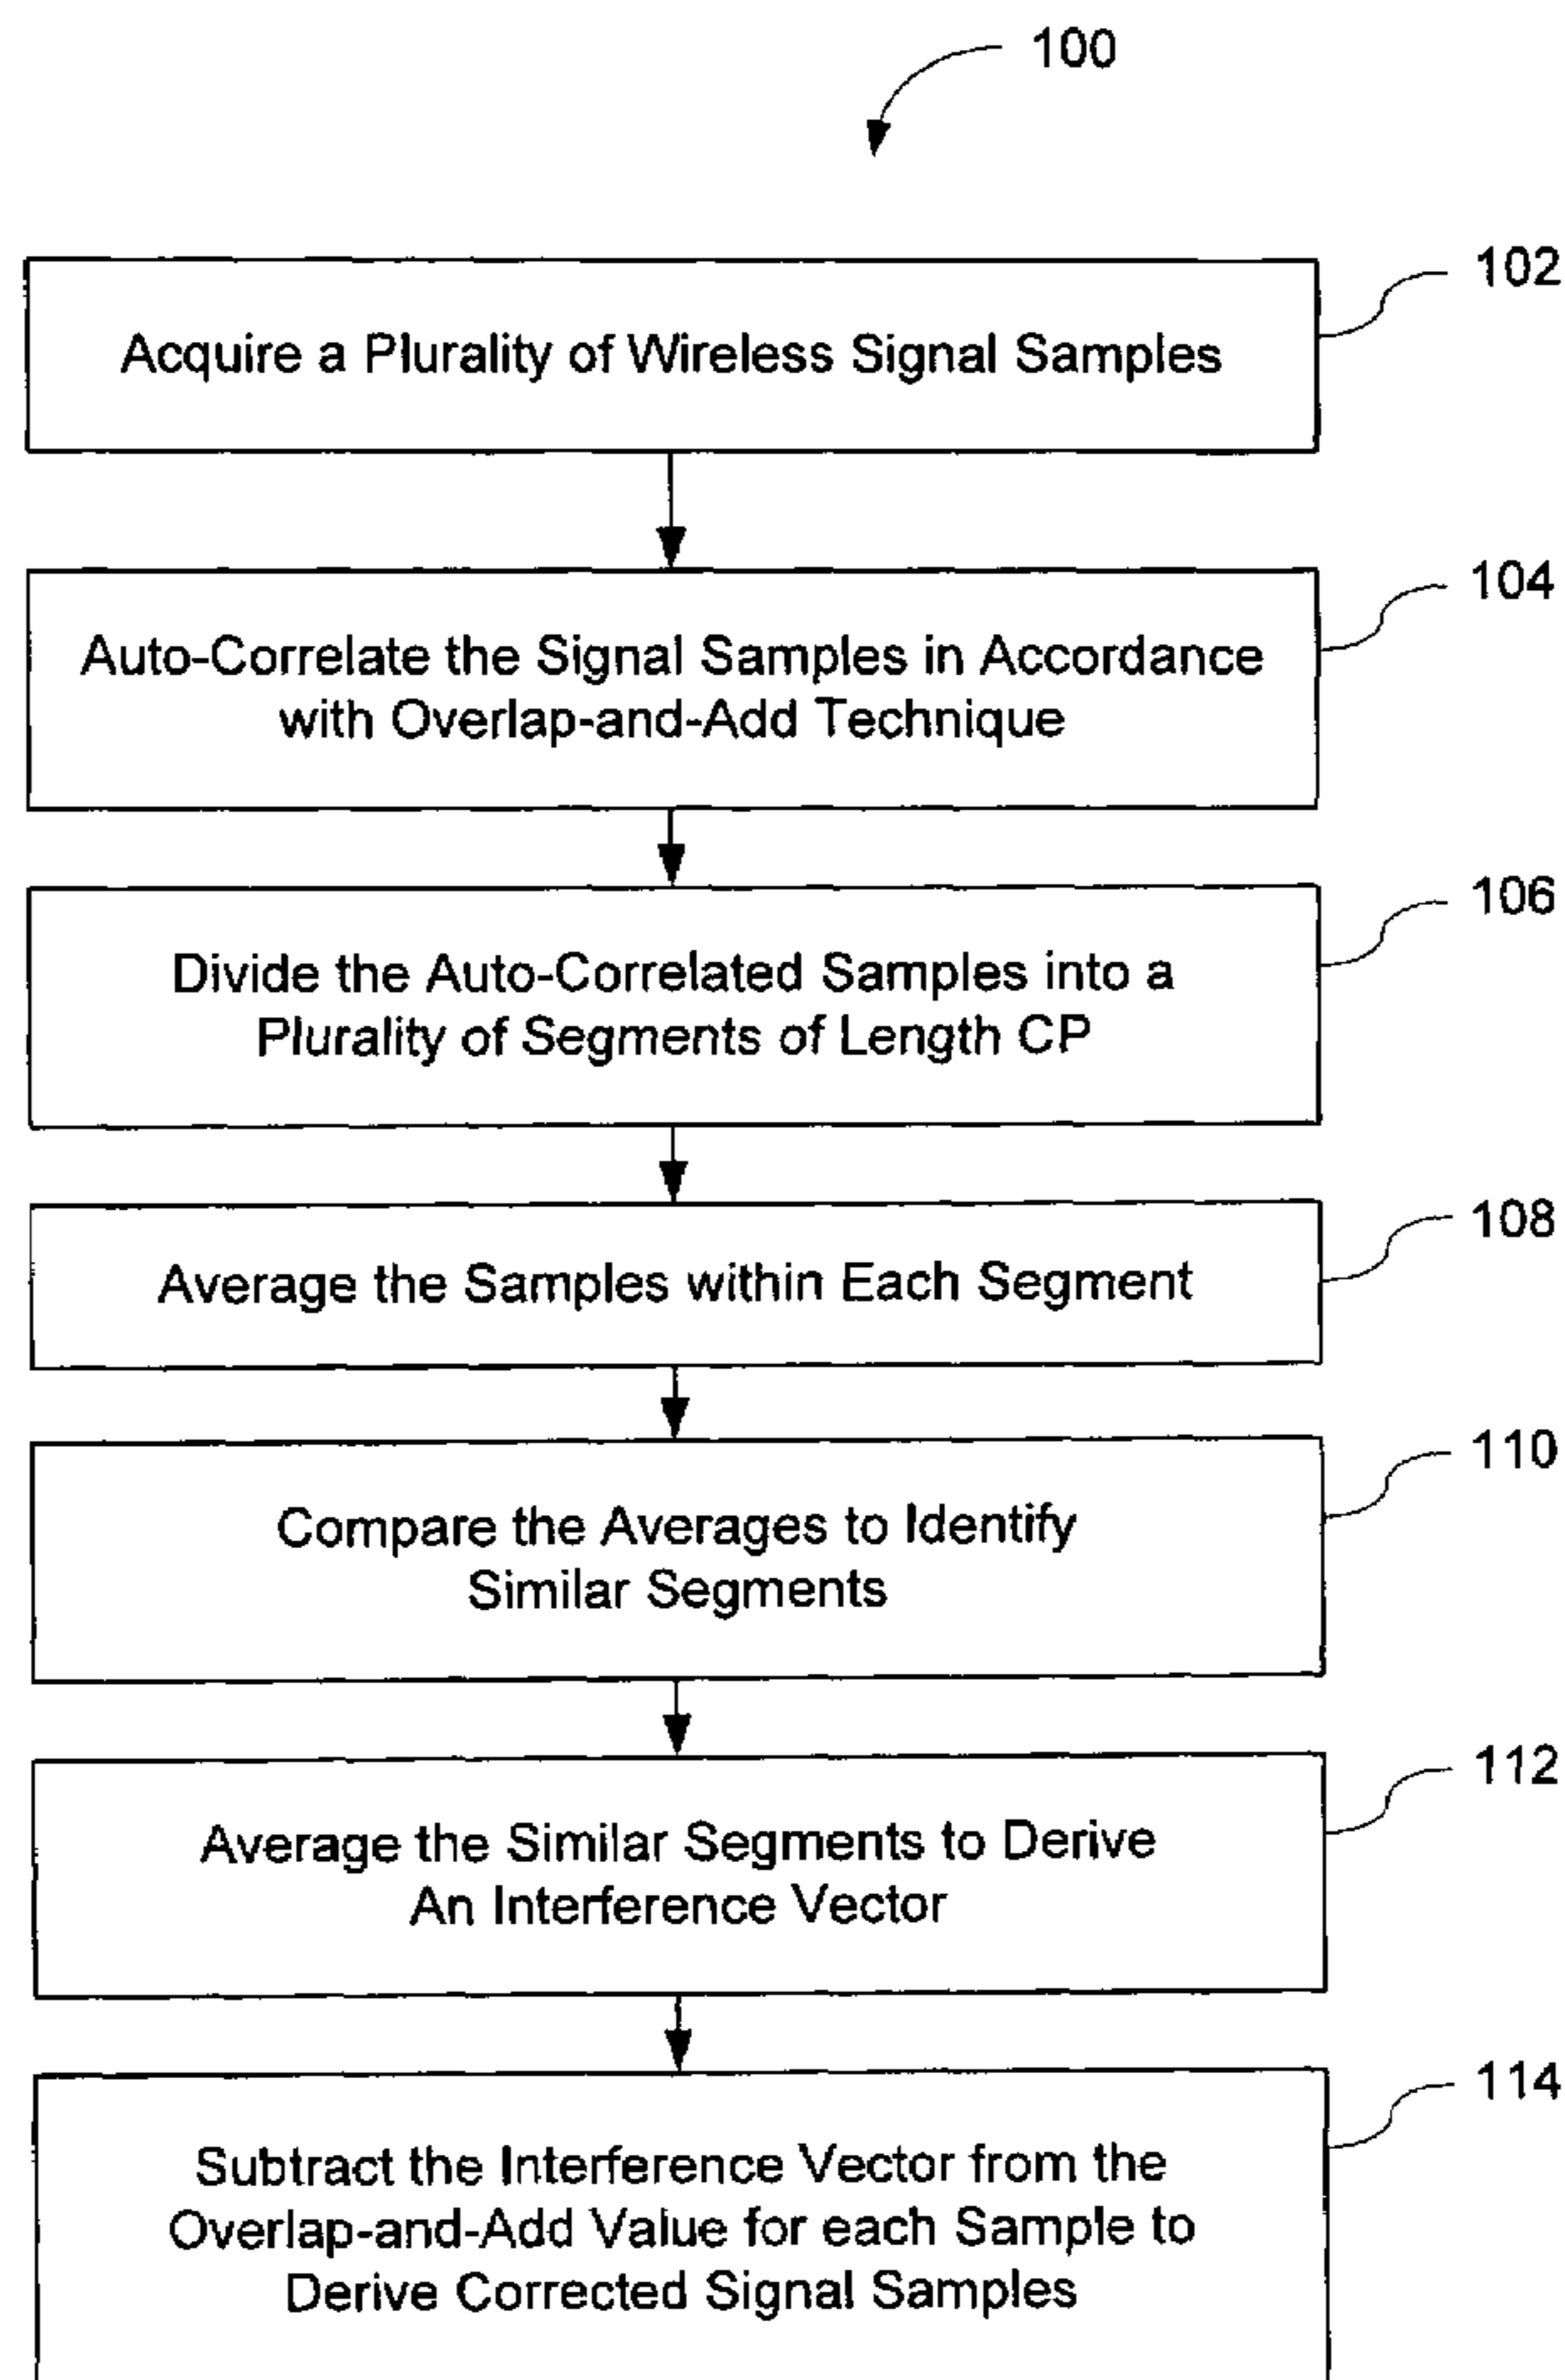 100
102
Acquire a Plurality of Wireless Signal Samples
104
Auto-Correlate the Signal Samples in Accordance
with Overlap-and-Add Technique
106
Divide the Auto-Correlated Samples into a
Plurality of Segments of Length CP
108
Average the Samples within Each Segment
110
Compare the Averages to Identify
Similar Segments
112
Average the Similar Segments to Derive
An Interference Vector
114
Subtract the Interference Vector from the
Overlap-and-Add Value for each Sample to
Derive Corrected Signal Samples